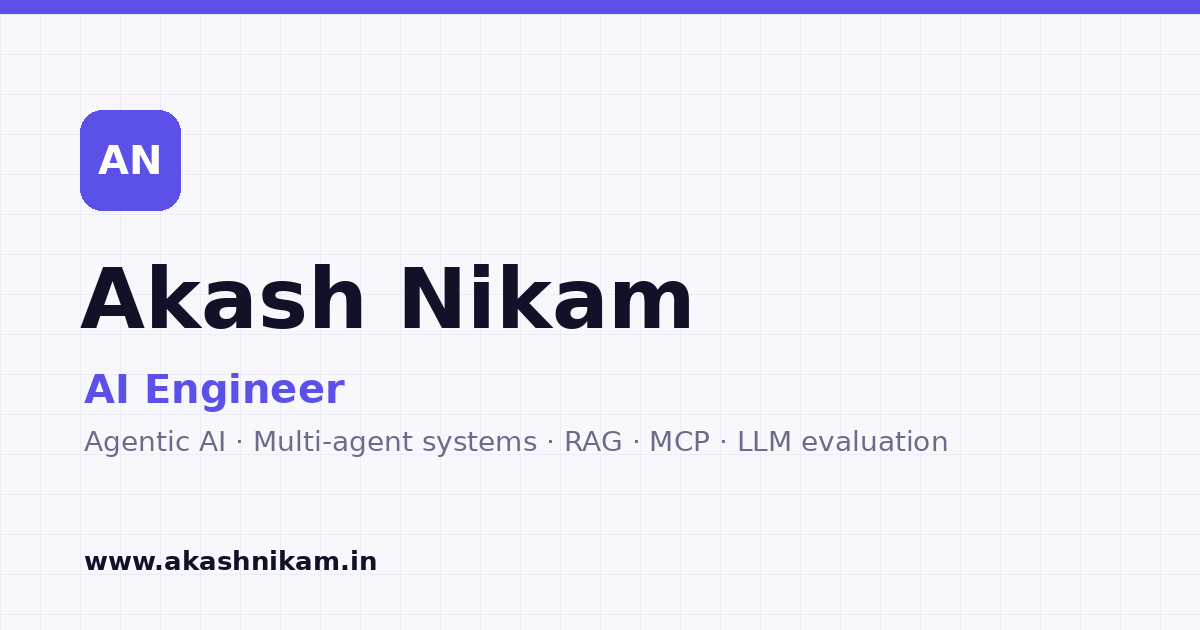 AN
Akash Nikam
AI Engineer
Agentic AI · Multi-agent systems · RAG · MCP · LLM evaluation
www.akashnikam.in